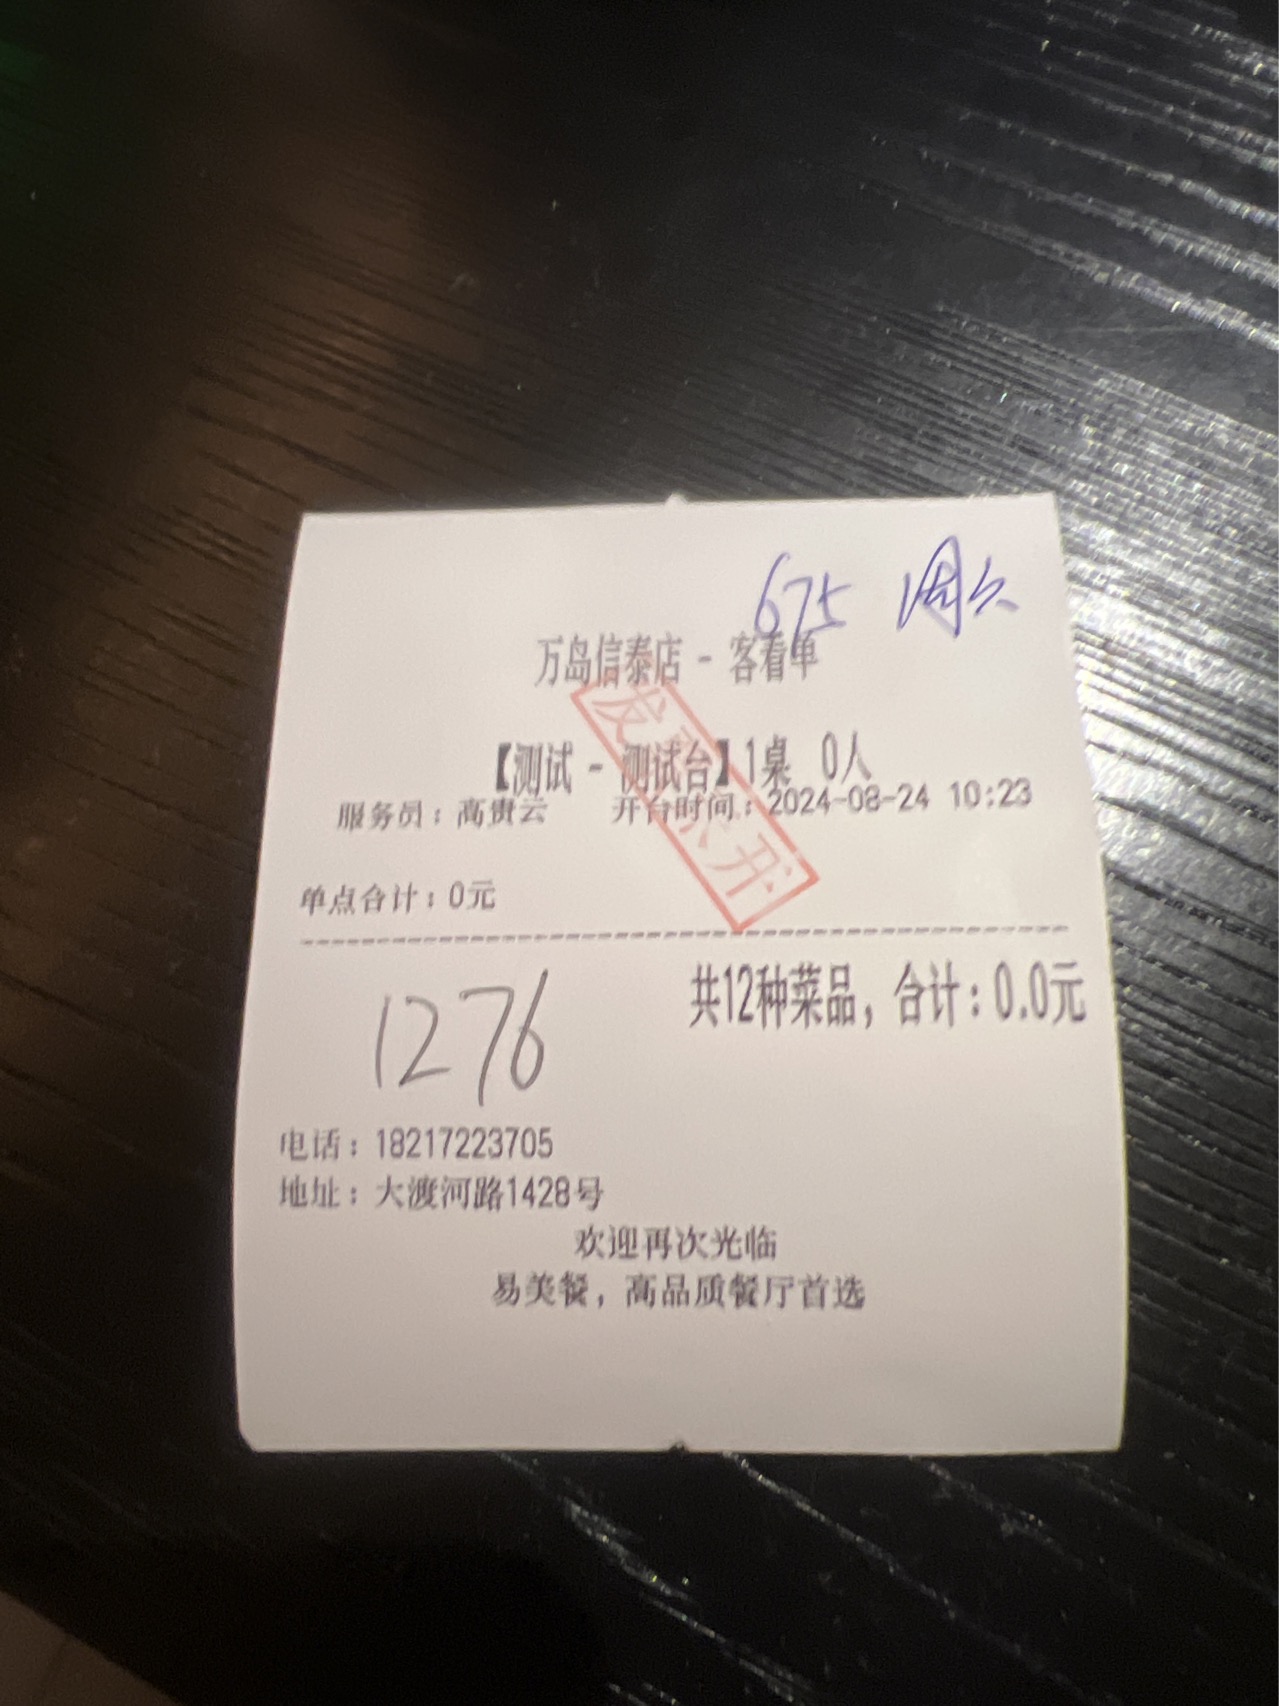 675
万岛信泰店 - 客看单
【测试 - 测试台】1桌 0人
服务员：高贵云 开台时间：2024-08-24 10:23
发票已开
单点合计：0元
共12种菜品，合计：0.0元
1276
电话：18217223705
地址：大渡河路1428号
欢迎再次光临
易美餐，高品质餐厅首选